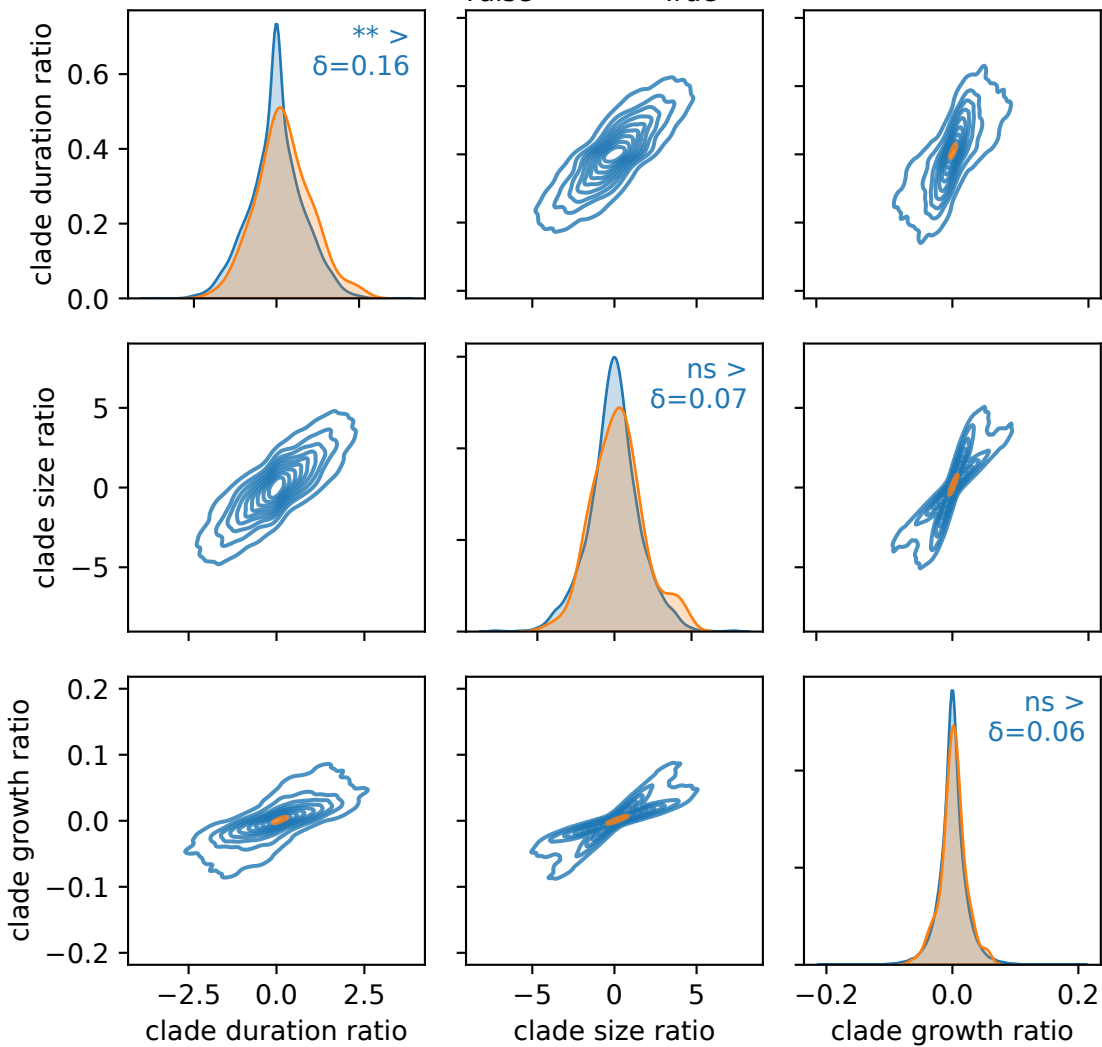 clade duration ratio
0.6
0.4
0.2
0.0
** >
δ=0.16
clade size ratio
5
0
−5
ns >
δ=0.07
clade growth ratio
0.2
0.1
0.0
−0.1
−0.2
ns >
δ=0.06
−2.5 0.0 2.5
−5 0 5
−0.2 0.0 0.2
clade duration ratio
clade size ratio
clade growth ratio